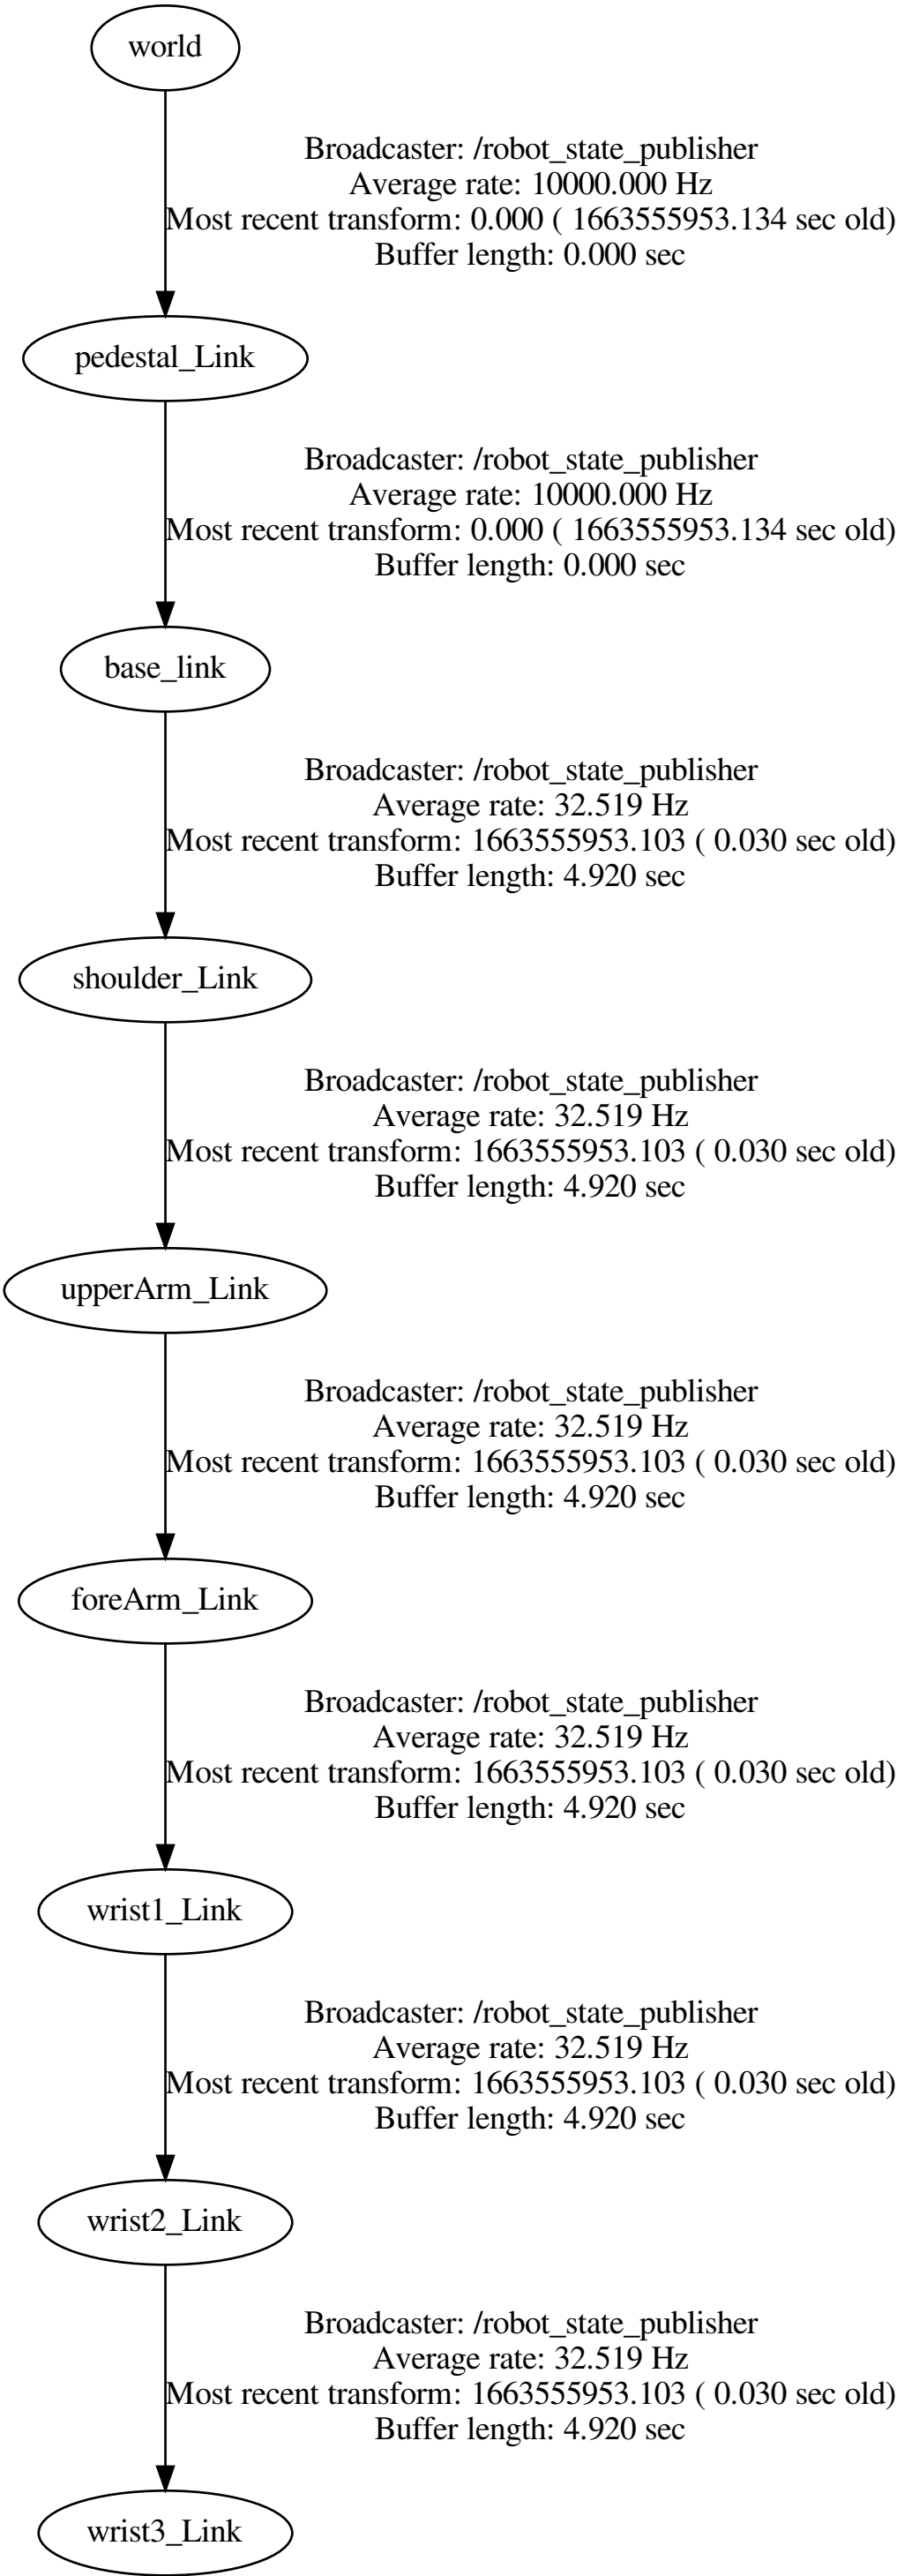 world
Broadcaster: /robot_state_publisher
Average rate: 10000.000 Hz
Most recent transform: 0.000 ( 1663555953.134 sec old)
Buffer length: 0.000 sec
pedestal_Link
Broadcaster: /robot_state_publisher
Average rate: 10000.000 Hz
Most recent transform: 0.000 ( 1663555953.134 sec old)
Buffer length: 0.000 sec
base_link
Broadcaster: /robot_state_publisher
Average rate: 32.519 Hz
Most recent transform: 1663555953.103 ( 0.030 sec old)
Buffer length: 4.920 sec
shoulder_Link
Broadcaster: /robot_state_publisher
Average rate: 32.519 Hz
Most recent transform: 1663555953.103 ( 0.030 sec old)
Buffer length: 4.920 sec
upperArm_Link
Broadcaster: /robot_state_publisher
Average rate: 32.519 Hz
Most recent transform: 1663555953.103 ( 0.030 sec old)
Buffer length: 4.920 sec
foreArm_Link
Broadcaster: /robot_state_publisher
Average rate: 32.519 Hz
Most recent transform: 1663555953.103 ( 0.030 sec old)
Buffer length: 4.920 sec
wrist1_Link
Broadcaster: /robot_state_publisher
Average rate: 32.519 Hz
Most recent transform: 1663555953.103 ( 0.030 sec old)
Buffer length: 4.920 sec
wrist2_Link
Broadcaster: /robot_state_publisher
Average rate: 32.519 Hz
Most recent transform: 1663555953.103 ( 0.030 sec old)
Buffer length: 4.920 sec
wrist3_Link